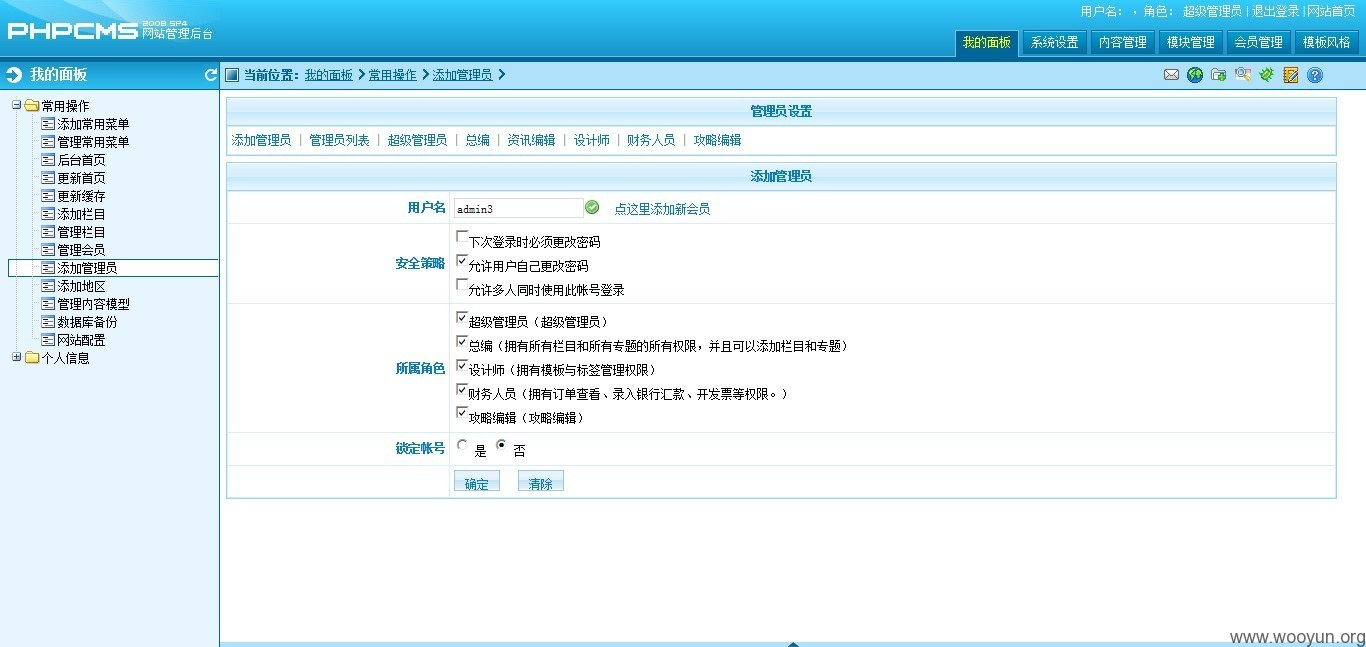 PHPCMS 2008 SP4 网站管理后台
用户名： ，角色： 超级管理员 | 退出登录 | 网站首页
我的面板 系统设置 内容管理 模块管理 会员管理 模板风格
我的面板
当前位置： 我的面板 > 常用操作 > 添加管理员 >
常用操作
添加常用菜单
管理常用菜单
后台首页
更新首页
更新缓存
添加栏目
管理栏目
管理会员
添加管理员
添加地区
管理内容模型
数据库备份
网站配置
个人信息
管理员设置
添加管理员 | 管理员列表 | 超级管理员 | 总编 | 资讯编辑 | 设计师 | 财务人员 | 攻略编辑
添加管理员
用户名 admin3 点这里添加新会员
安全策略
下次登录时必须更改密码
允许用户自己更改密码
允许多人同时使用此帐号登录
所属角色
超级管理员（超级管理员）
总编（拥有所有栏目和所有专题的所有权限，并且可以添加栏目和专题）
设计师（拥有模板与标签管理权限）
财务人员（拥有订单查看、录入银行汇款、开发票等权限。）
攻略编辑（攻略编辑）
锁定帐号 是 否
确定 清除
www.wooyun.org